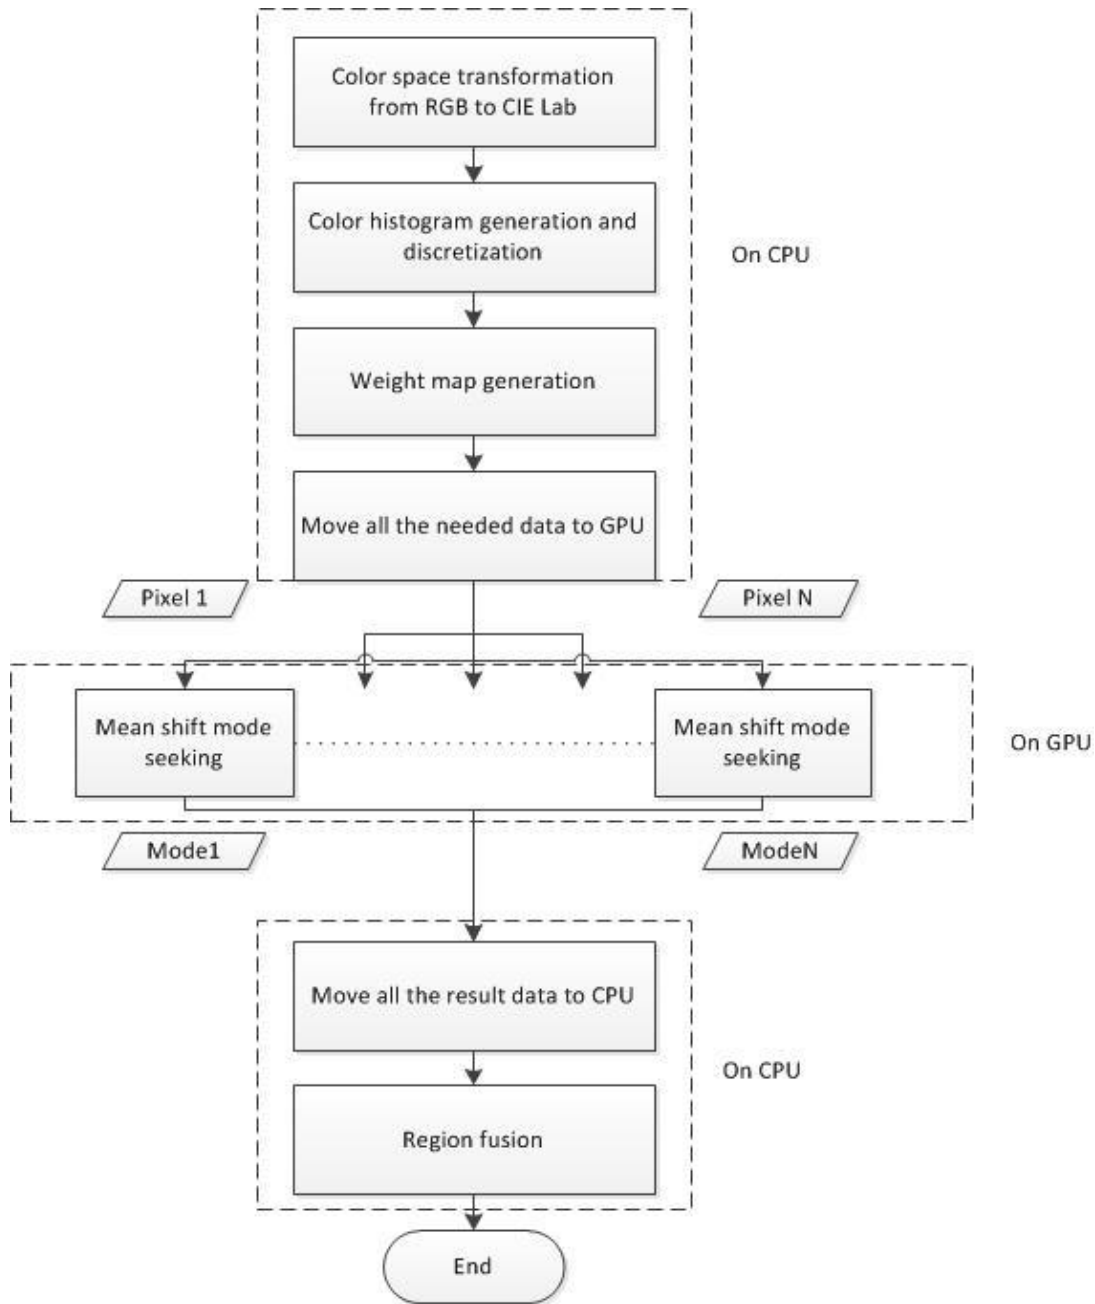 Color space transformation
from RGB to CIE Lab
Color histogram generation and
discretization
On CPU
Weight map generation
Move all the needed data to GPU
Pixel 1
Pixel N
Mean shift mode
seeking
Mean shift mode
seeking
On GPU
Mode1
ModeN
Move all the result data to CPU
On CPU
Region fusion
End